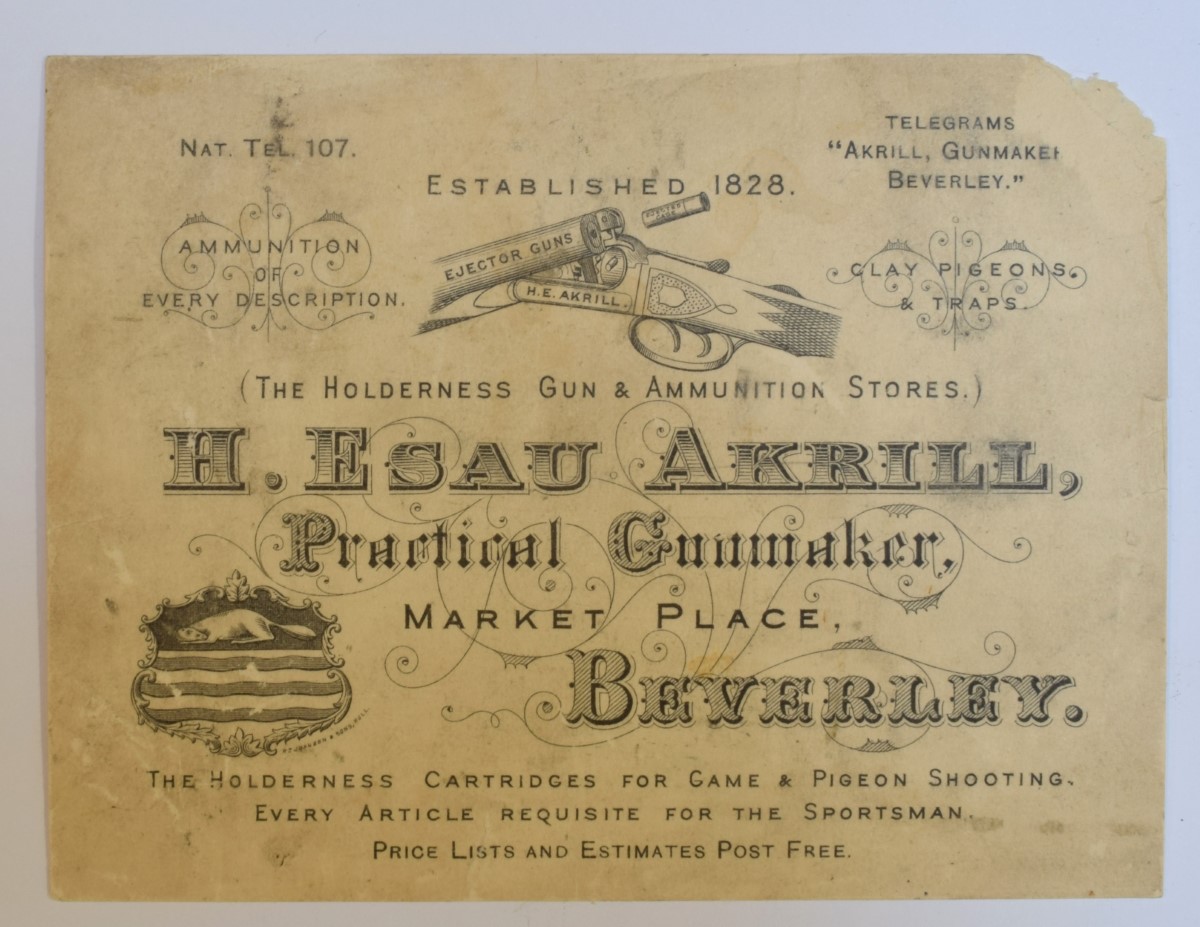 NAT. TEL. 107.
TELEGRAMS
"AKRILL, GUNMAKER
BEVERLEY."
ESTABLISHED 1828.
AMMUNITION
OF
EVERY DESCRIPTION.
EJECTOR GUNS
H.E. AKRILL.
CLAY PIGEONS,
& TRAPS.
(THE HOLDERNESS GUN & AMMUNITION STORES.)
H. ESAU AKRILL,
Practical Gunmaker,
MARKET PLACE,
BEVERLEY.
THE HOLDERNESS CARTRIDGES FOR GAME & PIGEON SHOOTING.
EVERY ARTICLE REQUISITE FOR THE SPORTSMAN.
PRICE LISTS AND ESTIMATES POST FREE.